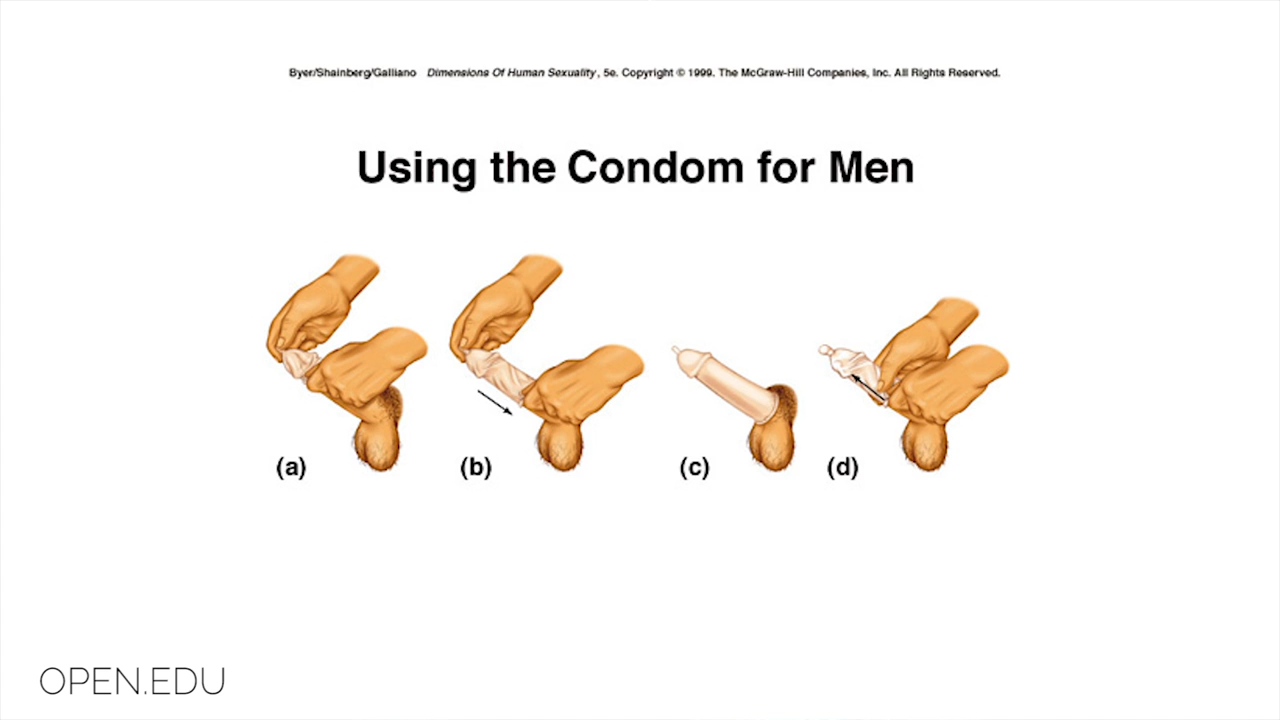 Byer/Shainberg/Galliano Dimensions Of Human Sexuality, 5e. Copyright © 1999. The McGraw-Hill Companies, Inc. All Rights Reserved.
Using the Condom for Men
(a) (b) (c) (d)
OPEN.EDU